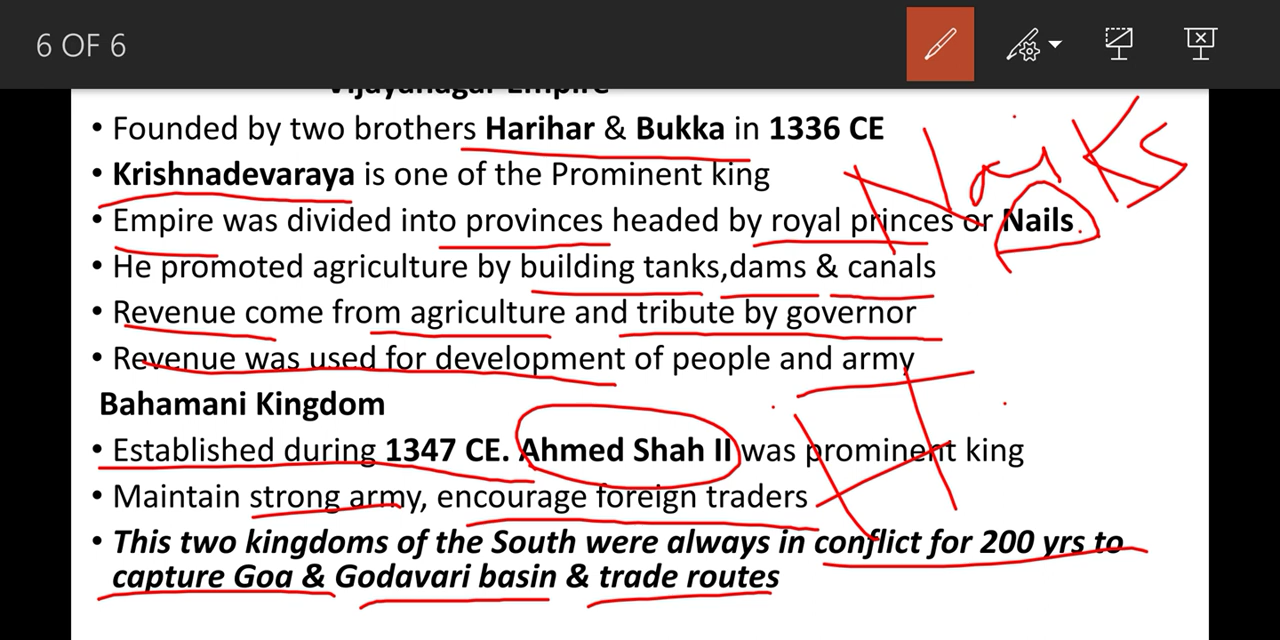 6 OF 6
Vijayanagar Empire
• Founded by two brothers Harihar & Bukka in 1336 CE
• Krishnadevaraya is one of the Prominent king
Naiks
• Empire was divided into provinces headed by royal princes or Nails.
• He promoted agriculture by building tanks,dams & canals
• Revenue come from agriculture and tribute by governor
• Revenue was used for development of people and army
Bahamani Kingdom
• Established during 1347 CE. Ahmed Shah II was prominent king
• Maintain strong army, encourage foreign traders
• This two kingdoms of the South were always in conflict for 200 yrs to
capture Goa & Godavari basin & trade routes